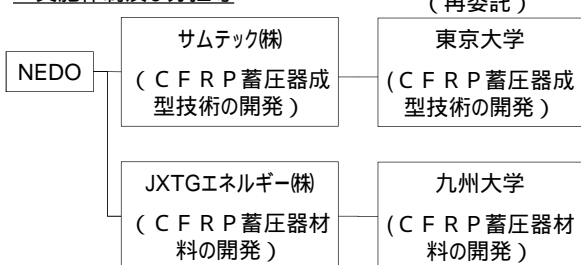 (再委託)
NEDO
サムテック㈱
(ＣＦＲＰ蓄圧器成
型技術の開発)
東京大学
(ＣＦＲＰ蓄圧器成
型技術の開発)
JXTGエネルギー㈱
(ＣＦＲＰ蓄圧器材
料の開発)
九州大学
(ＣＦＲＰ蓄圧器材
料の開発)